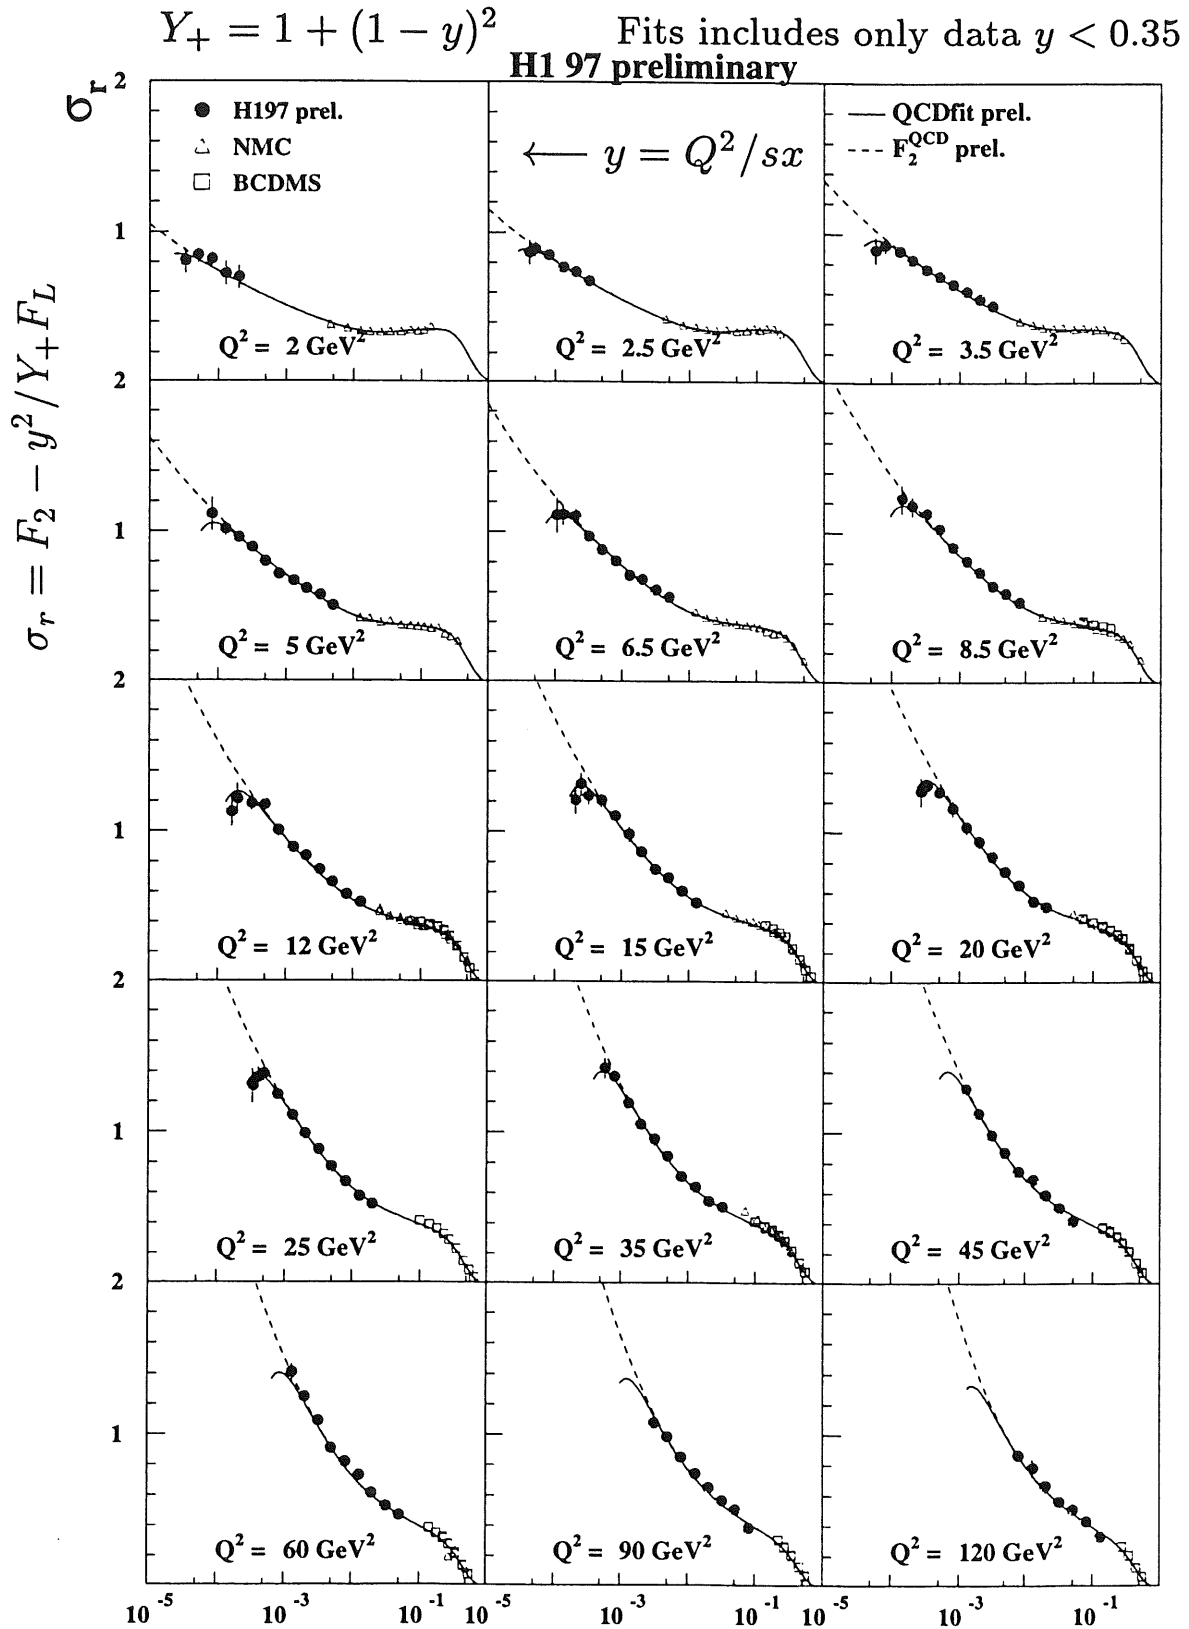 Y₊ = 1 + (1 − y)² Fits includes only data y < 0.35
H1 97 preliminary
σᵣ
σᵣ = F₂ − y²/Y₊F_L
2
H197 prel.
NMC
BCDMS
← y = Q²/sx
QCDfit prel.
F₂^QCD prel.
1
Q² = 2 GeV²
Q² = 2.5 GeV²
Q² = 3.5 GeV²
2
1
Q² = 5 GeV²
Q² = 6.5 GeV²
Q² = 8.5 GeV²
2
1
Q² = 12 GeV²
Q² = 15 GeV²
Q² = 20 GeV²
2
1
Q² = 25 GeV²
Q² = 35 GeV²
Q² = 45 GeV²
2
1
Q² = 60 GeV²
Q² = 90 GeV²
Q² = 120 GeV²
10⁻⁵ 10⁻³ 10⁻¹ 10 10⁻³ 10⁻¹ 10⁻⁵ 10⁻³ 10⁻¹